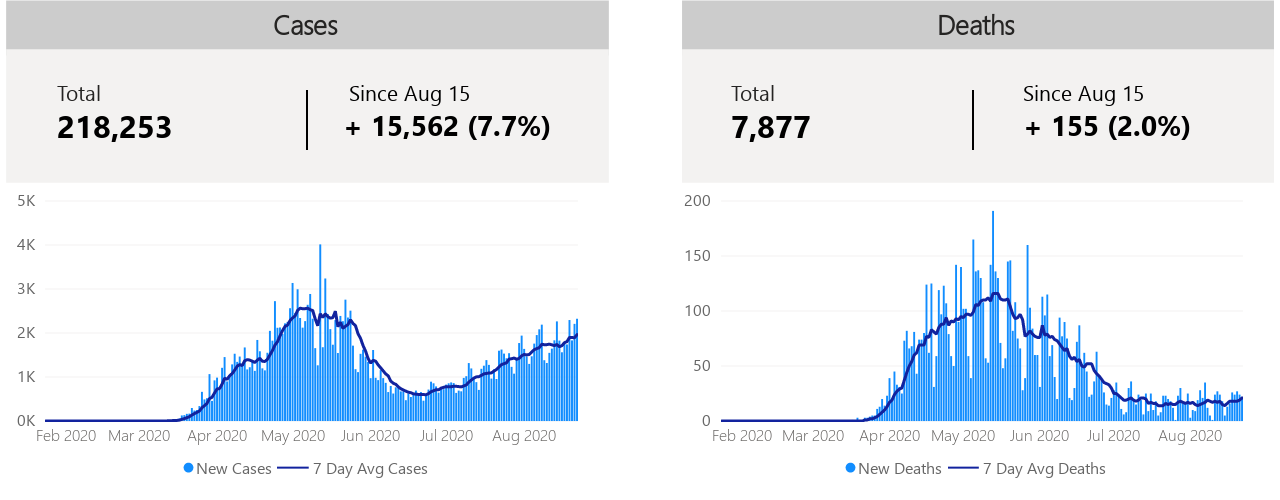 Cases
Total
218,253
Since Aug 15
+ 15,562 (7.7%)
5K
4K
3K
2K
1K
0K
Feb 2020 Mar 2020 Apr 2020 May 2020 Jun 2020 Jul 2020 Aug 2020
New Cases 7 Day Avg Cases
Deaths
Total
7,877
Since Aug 15
+ 155 (2.0%)
200
150
100
50
0
Feb 2020 Mar 2020 Apr 2020 May 2020 Jun 2020 Jul 2020 Aug 2020
New Deaths 7 Day Avg Deaths